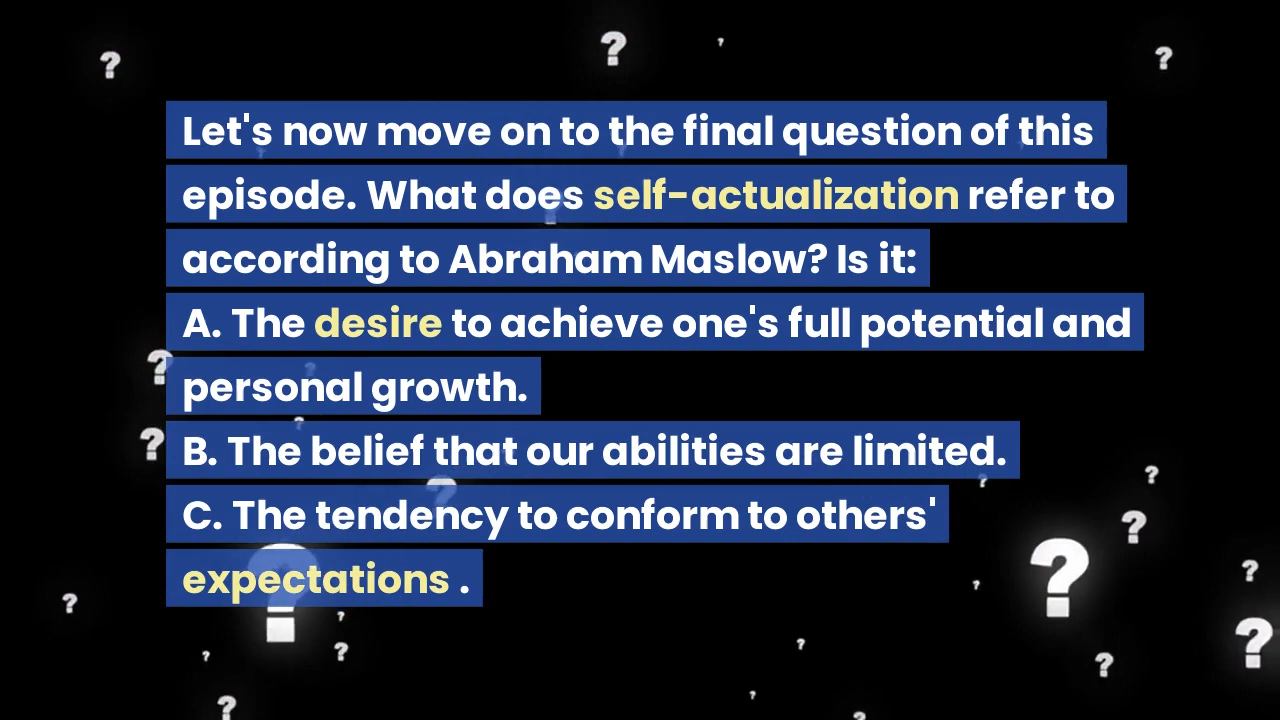 Let's now move on to the final question of this
episode. What does self-actualization refer to
according to Abraham Maslow? Is it:
A. The desire to achieve one's full potential and
personal growth.
B. The belief that our abilities are limited.
C. The tendency to conform to others'
expectations .